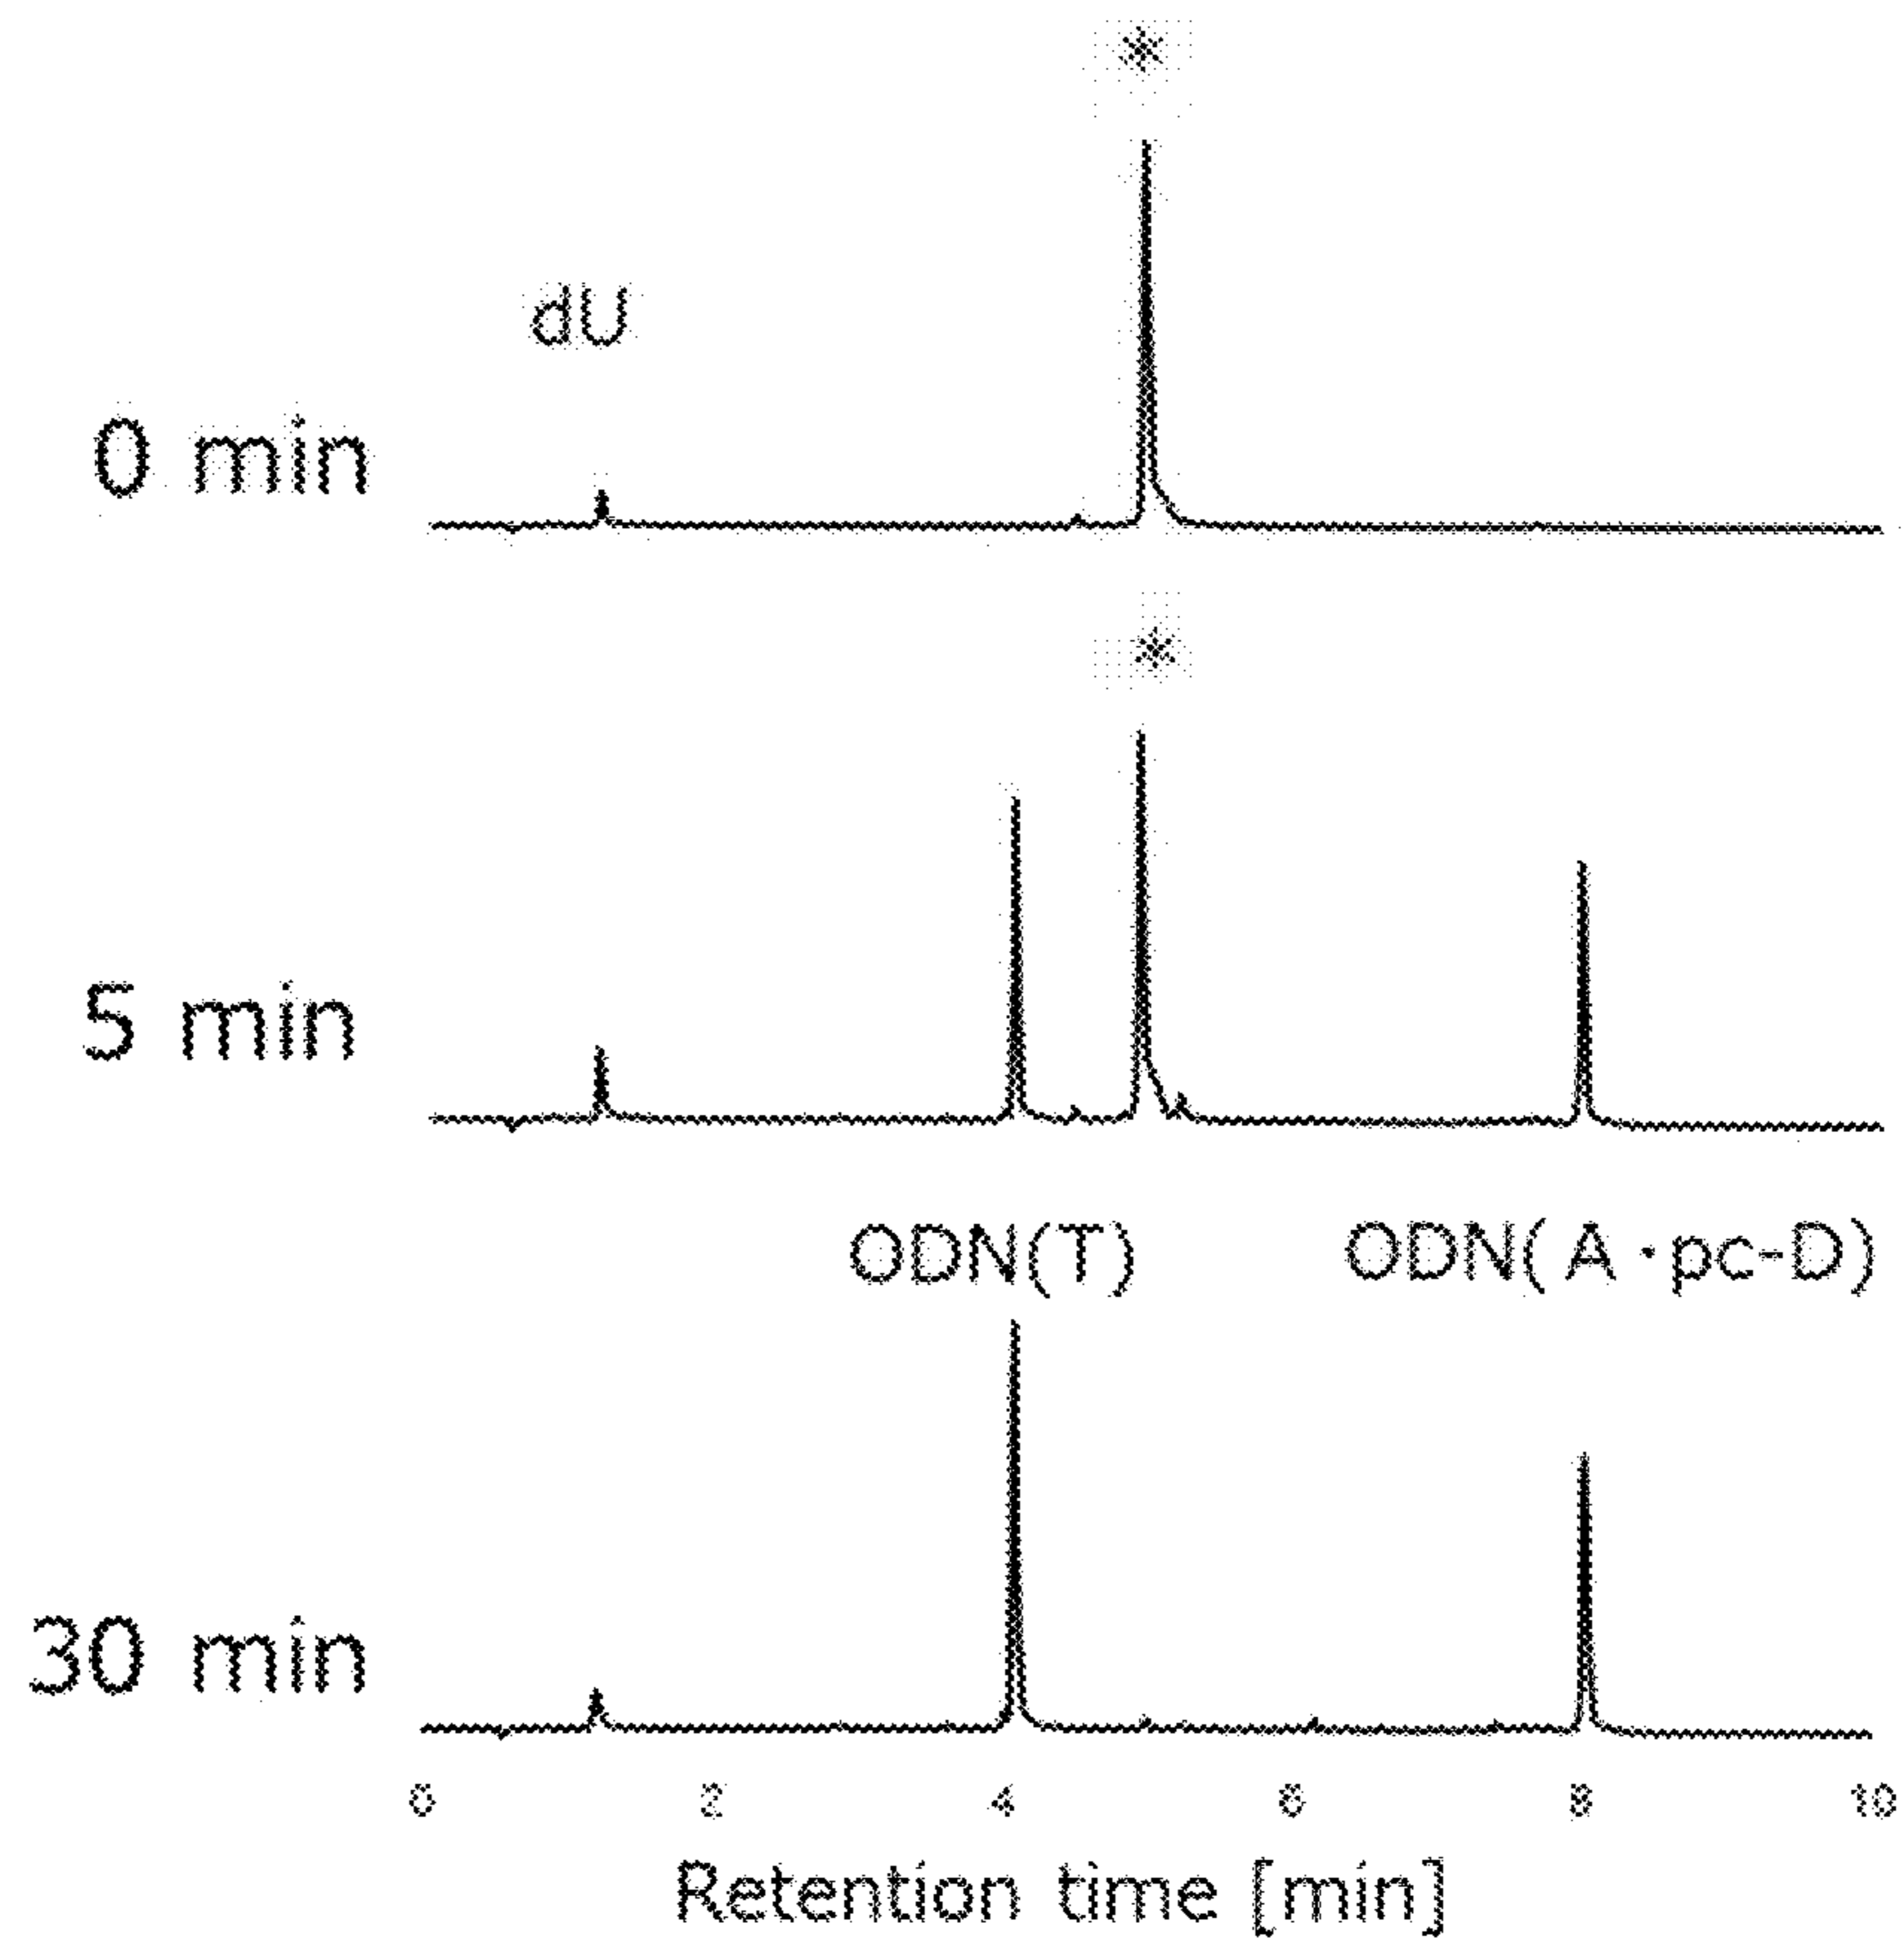 *
dU
0 min
*
5 min
ODN(T) ODN(A·pc-D)
30 min
0 2 4 6 8 10
Retention time [min]